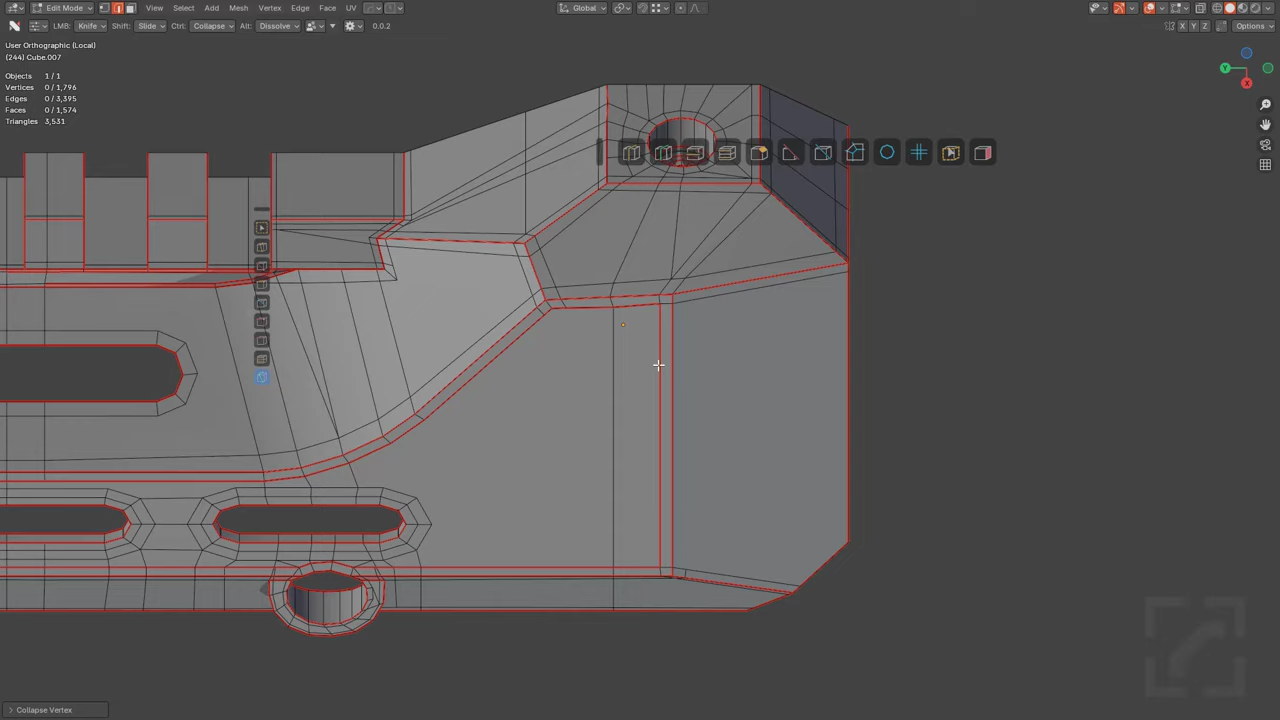 Edit Mode View Select Add Mesh Vertex Edge Face UV Global
LMB: Knife Shift: Slide Ctrl: Collapse Alt: Dissolve 0.0.2 X Y Z Options
User Orthographic (Local)
(244) Cube.007
Objects 1 / 1
Vertices 0 / 1,796
Edges 0 / 3,395
Faces 0 / 1,574
Triangles 3,531
Y
X
Collapse Vertex